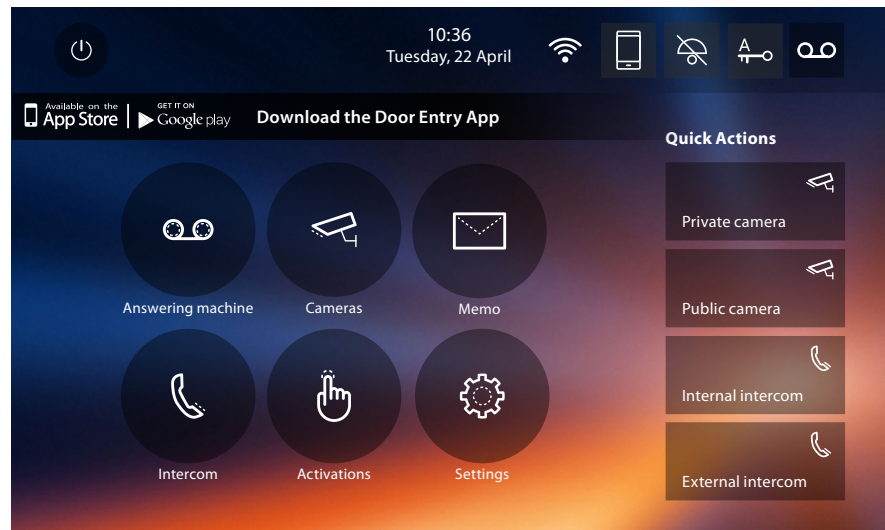 10:36
Tuesday, 22 April
A
Available on the
App Store
GET IT ON
Google play
Download the Door Entry App
Quick Actions
Private camera
Public camera
Internal intercom
External intercom
Answering machine
Cameras
Memo
Intercom
Activations
Settings